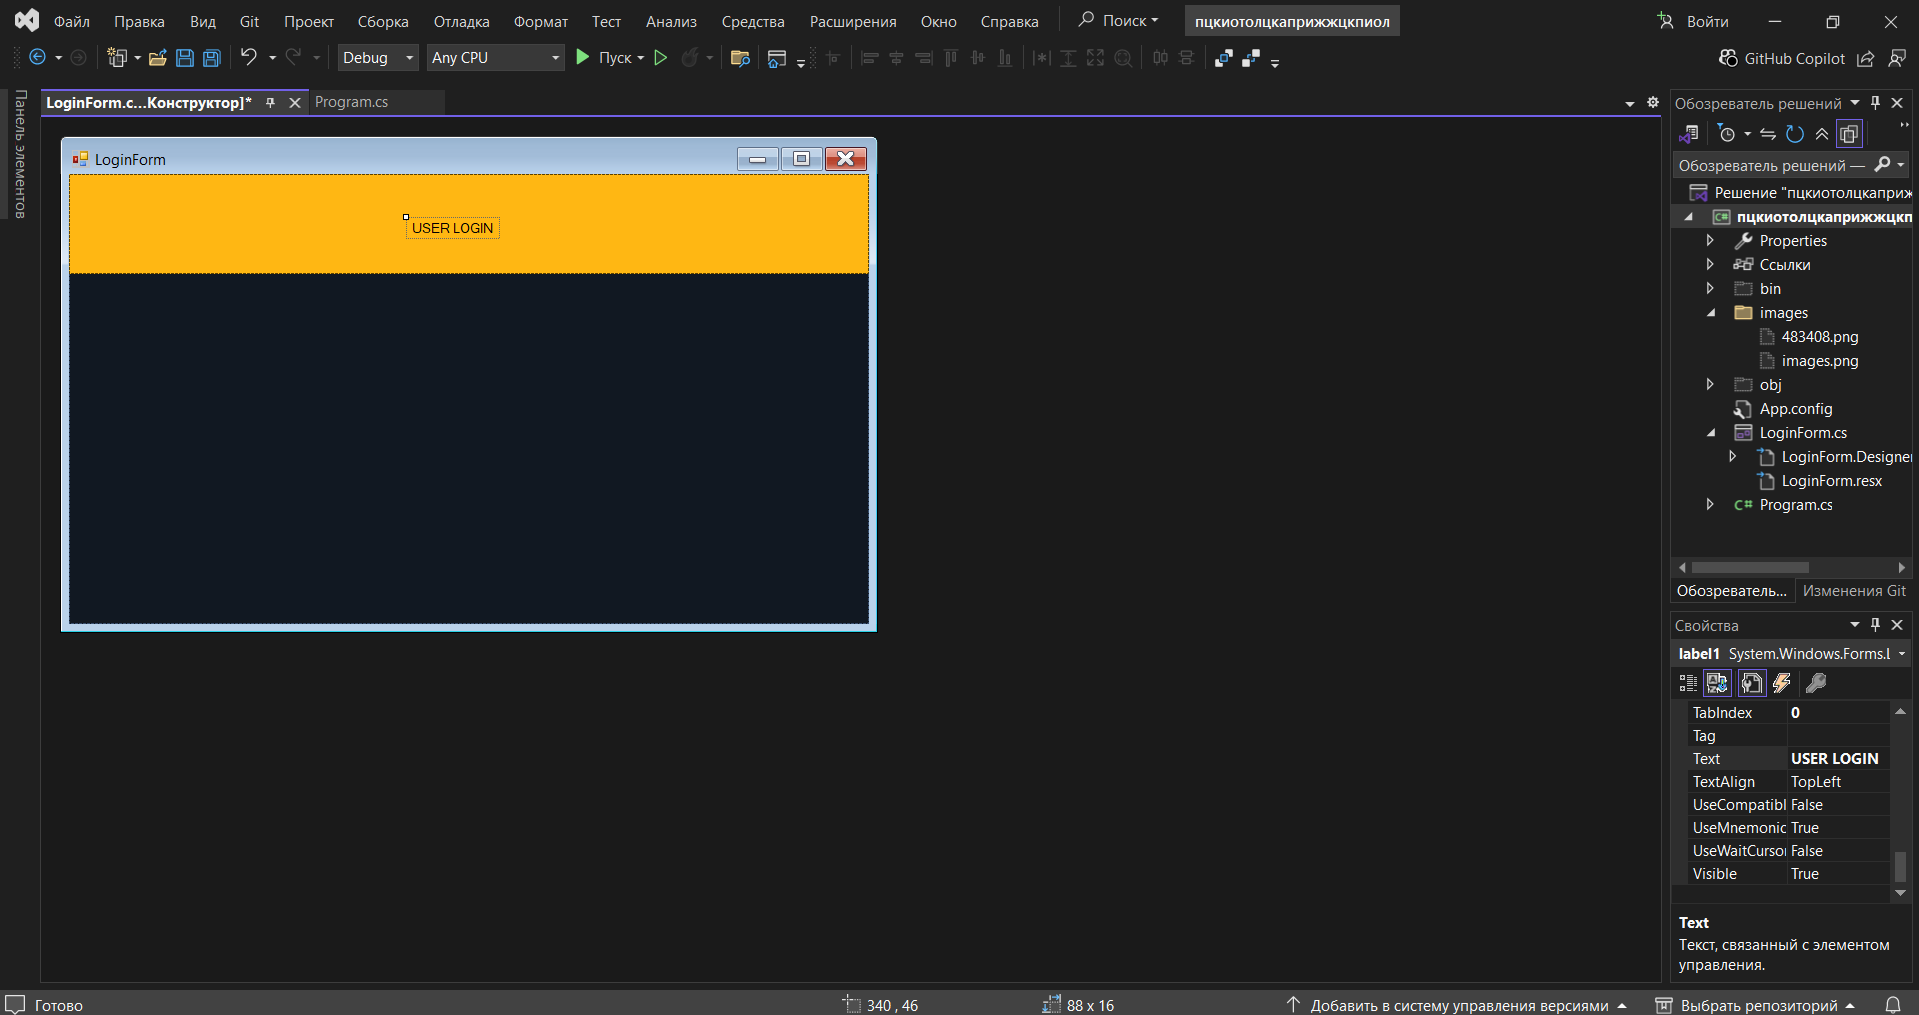 Файл Правка Вид Git Проект Сборка Отладка Формат Тест Анализ Средства Расширения Окно Справка Поиск пцкиотолцкаприжжцкпиол Войти
Debug Any CPU Пуск GitHub Copilot
Панель элементов
LoginForm.c...Конструктор]* Program.cs
LoginForm
USER LOGIN
Обозреватель решений
Обозреватель решений —
Решение "пцкиотолцкаприж
пцкиотолцкаприжжцкп
Properties
Ссылки
bin
images
483408.png
images.png
obj
App.config
LoginForm.cs
LoginForm.Designe
LoginForm.resx
C# Program.cs
Обозреватель... Изменения Git
Свойства
label1 System.Windows.Forms.L
TabIndex 0
Tag
Text USER LOGIN
TextAlign TopLeft
UseCompatibl False
UseMnemonic True
UseWaitCursor False
Visible True
Text
Текст, связанный с элементом
управления.
Готово 340 , 46 88 x 16 Добавить в систему управления версиями Выбрать репозиторий